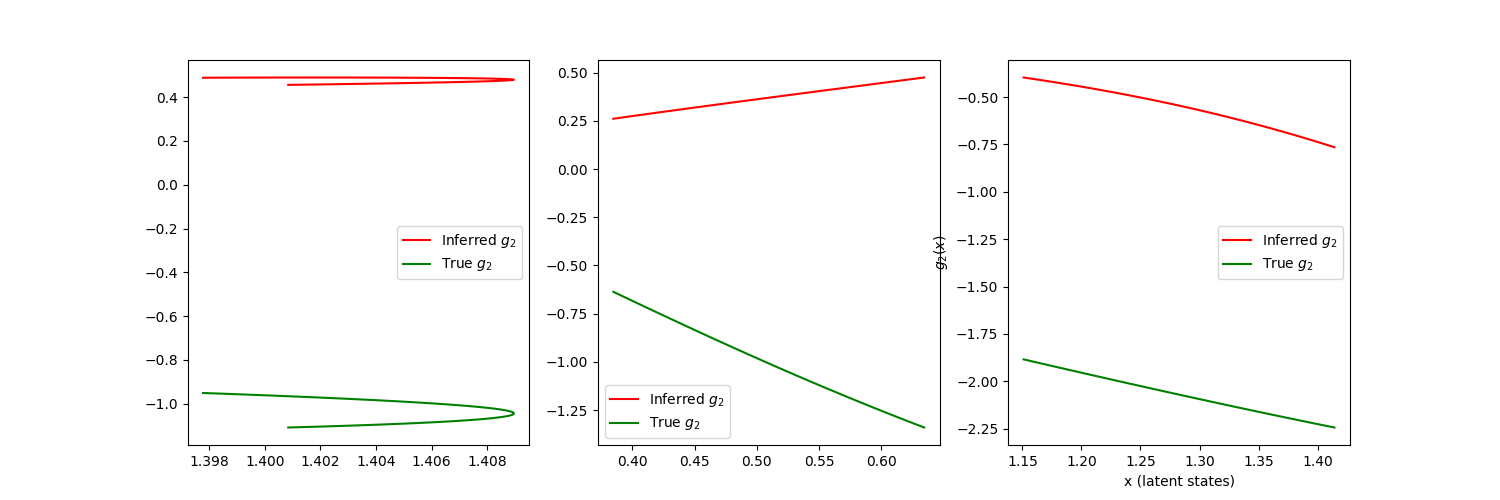 0.4
0.2
0.0
−0.2
−0.4
−0.6
−0.8
−1.0
1.398 1.400 1.402 1.404 1.406 1.408
Inferred g₂
True g₂
0.50
0.25
0.00
−0.25
−0.50
−0.75
−1.00
−1.25
0.40 0.45 0.50 0.55 0.60
Inferred g₂
True g₂
g₂(x)
−0.50
−0.75
−1.00
−1.25
−1.50
−1.75
−2.00
−2.25
1.15 1.20 1.25 1.30 1.35 1.40
x (latent states)
Inferred g₂
True g₂